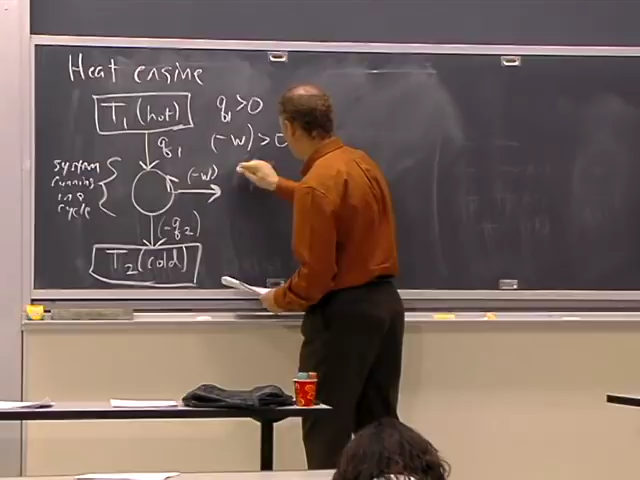 Heat engine
T₁ (hot)
q₁ > 0
(-w) > 0
q₁
system
running
in a
cycle
(-w)
(-q₂)
T₂ (cold)